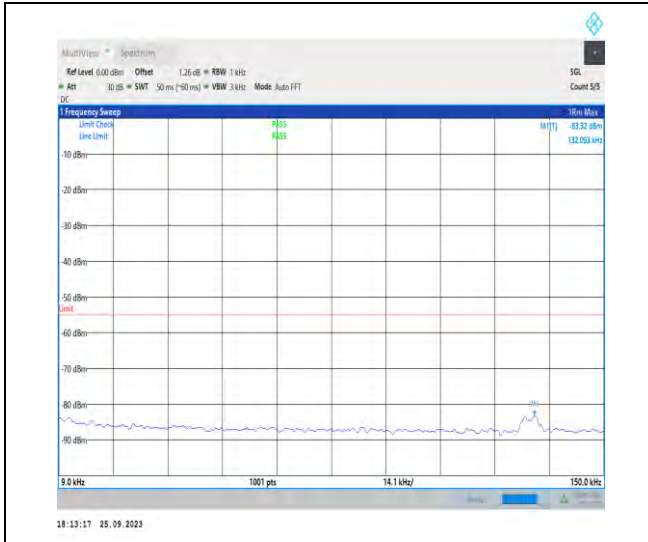 MultiView Spektrum
Ref Level 0.00 dBm Offset 1.26 dB RBW 1 kHz SGL
Att 30 dB SWT 50 ms (~60 ms) VBW 3 kHz Mode Auto FFT Count 5/5
DC
1 Frequency Sweep 1Rm Max
Limit Check PASS M1[1] -83.32 dBm
Line Limit PASS 132.093 kHz
-10 dBm
-20 dBm
-30 dBm
-40 dBm
-50 dBm
Limit
-60 dBm
-70 dBm
-80 dBm
M1
-90 dBm
9.0 kHz 1001 pts 14.1 kHz/ 150.0 kHz
18:13:17 25.09.2023